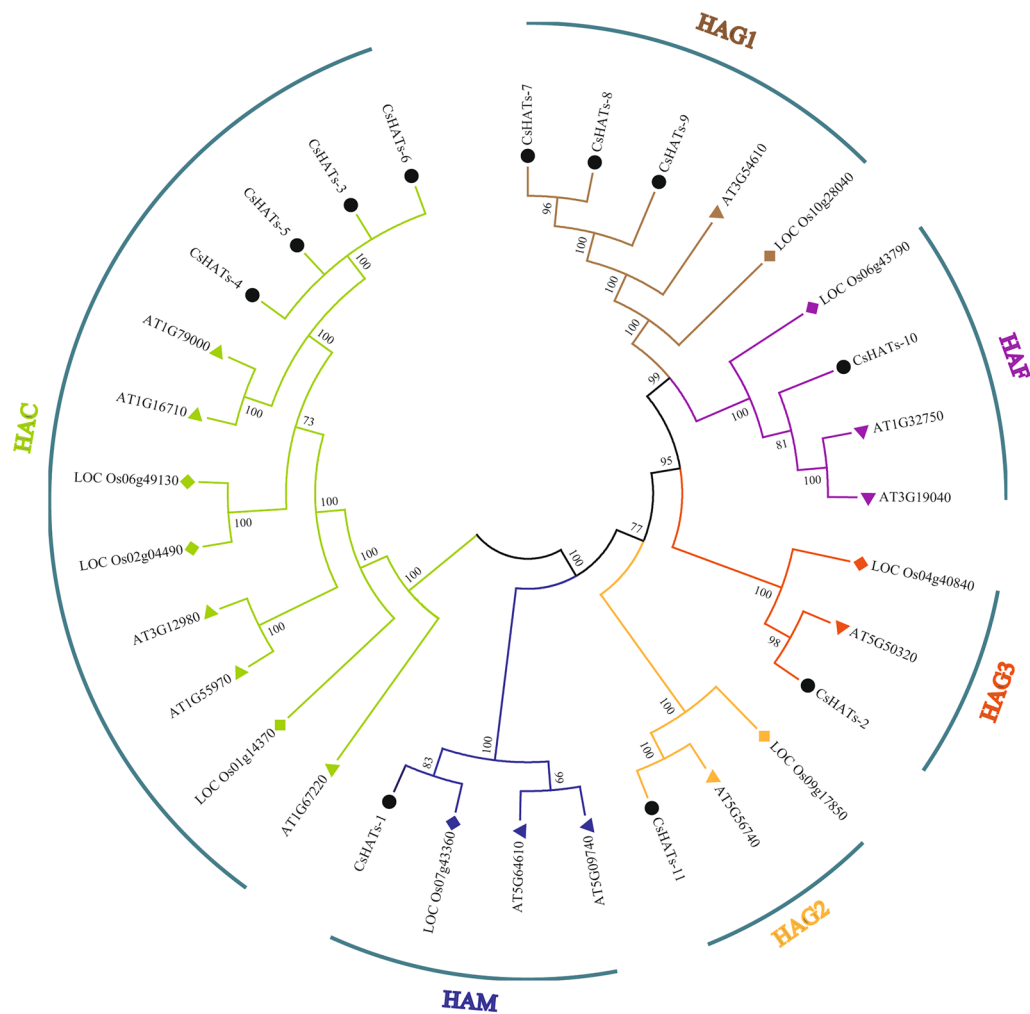 HAG1
CsHATs-7
CsHATs-8
CsHATs-9
AT3G54610
LOC Os10g28040
96
100
100
100
99
HAF
LOC Os06g43790
CsHATs-10
AT1G32750
AT3G19040
100
81
100
95
HAG3
LOC Os04g40840
AT5G50320
CsHATs-2
100
98
77
HAG2
LOC Os09g17850
AT5G56740
CsHATs-11
100
100
100
HAM
AT5G09740
AT5G64610
LOC Os07g43360
CsHATs-1
100
99
83
HAC
AT1G67220
LOC Os01g14370
AT1G55970
AT3G12980
LOC Os02g04490
LOC Os06g49130
AT1G16710
AT1G79000
CsHATs-4
CsHATs-5
CsHATs-3
CsHATs-6
100
100
100
73
100
100
100
100
100